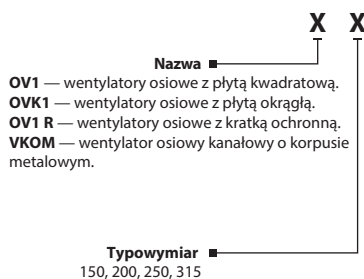 X X
Nazwa
OV1 — wentylatory osiowe z płytą kwadratową.
OVK1 — wentylatory osiowe z płytą okrągłą.
OV1 R — wentylatory osiowe z kratką ochronną.
VKOM — wentylator osiowy kanałowy o korpusie
metalowym.
Typowymiar
150, 200, 250, 315